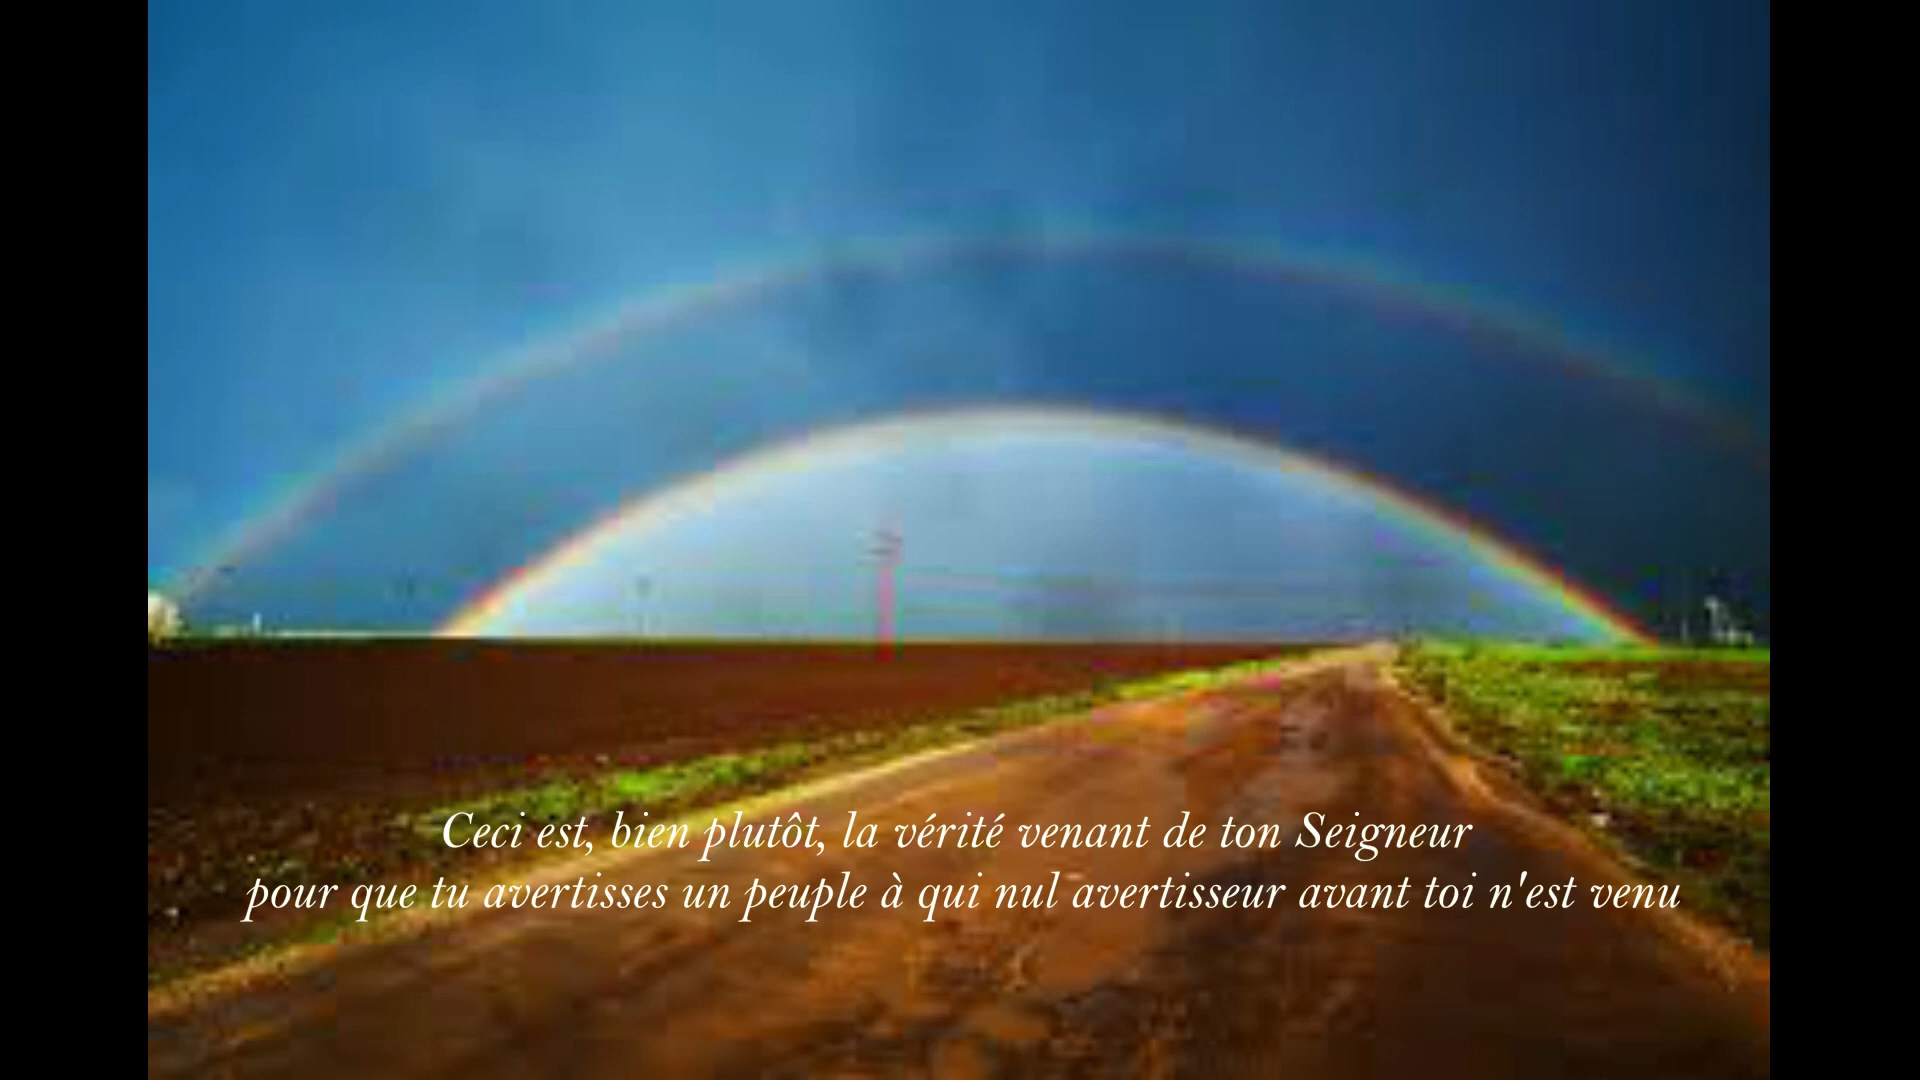 Ceci est, bien plutôt, la vérité venant de ton Seigneur
pour que tu avertisses un peuple à qui nul avertisseur avant toi n'est venu